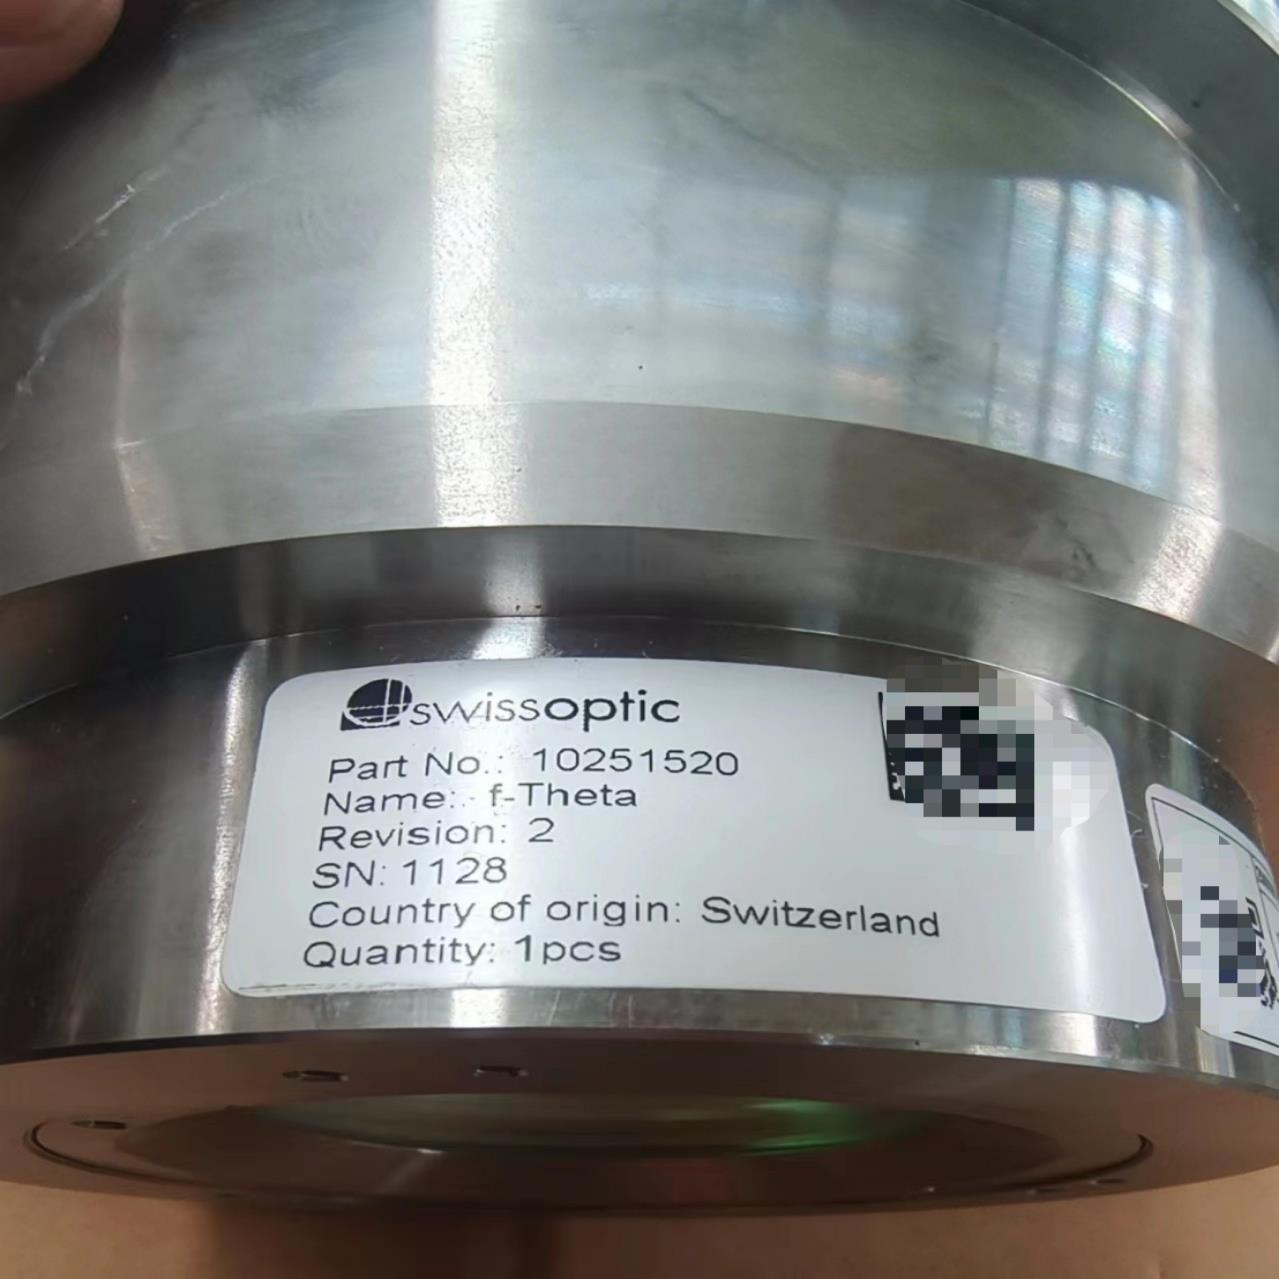 swissoptic
Part No.: 10251520
Name: f-Theta
Revision: 2
SN: 1128
Country of origin: Switzerland
Quantity: 1pcs